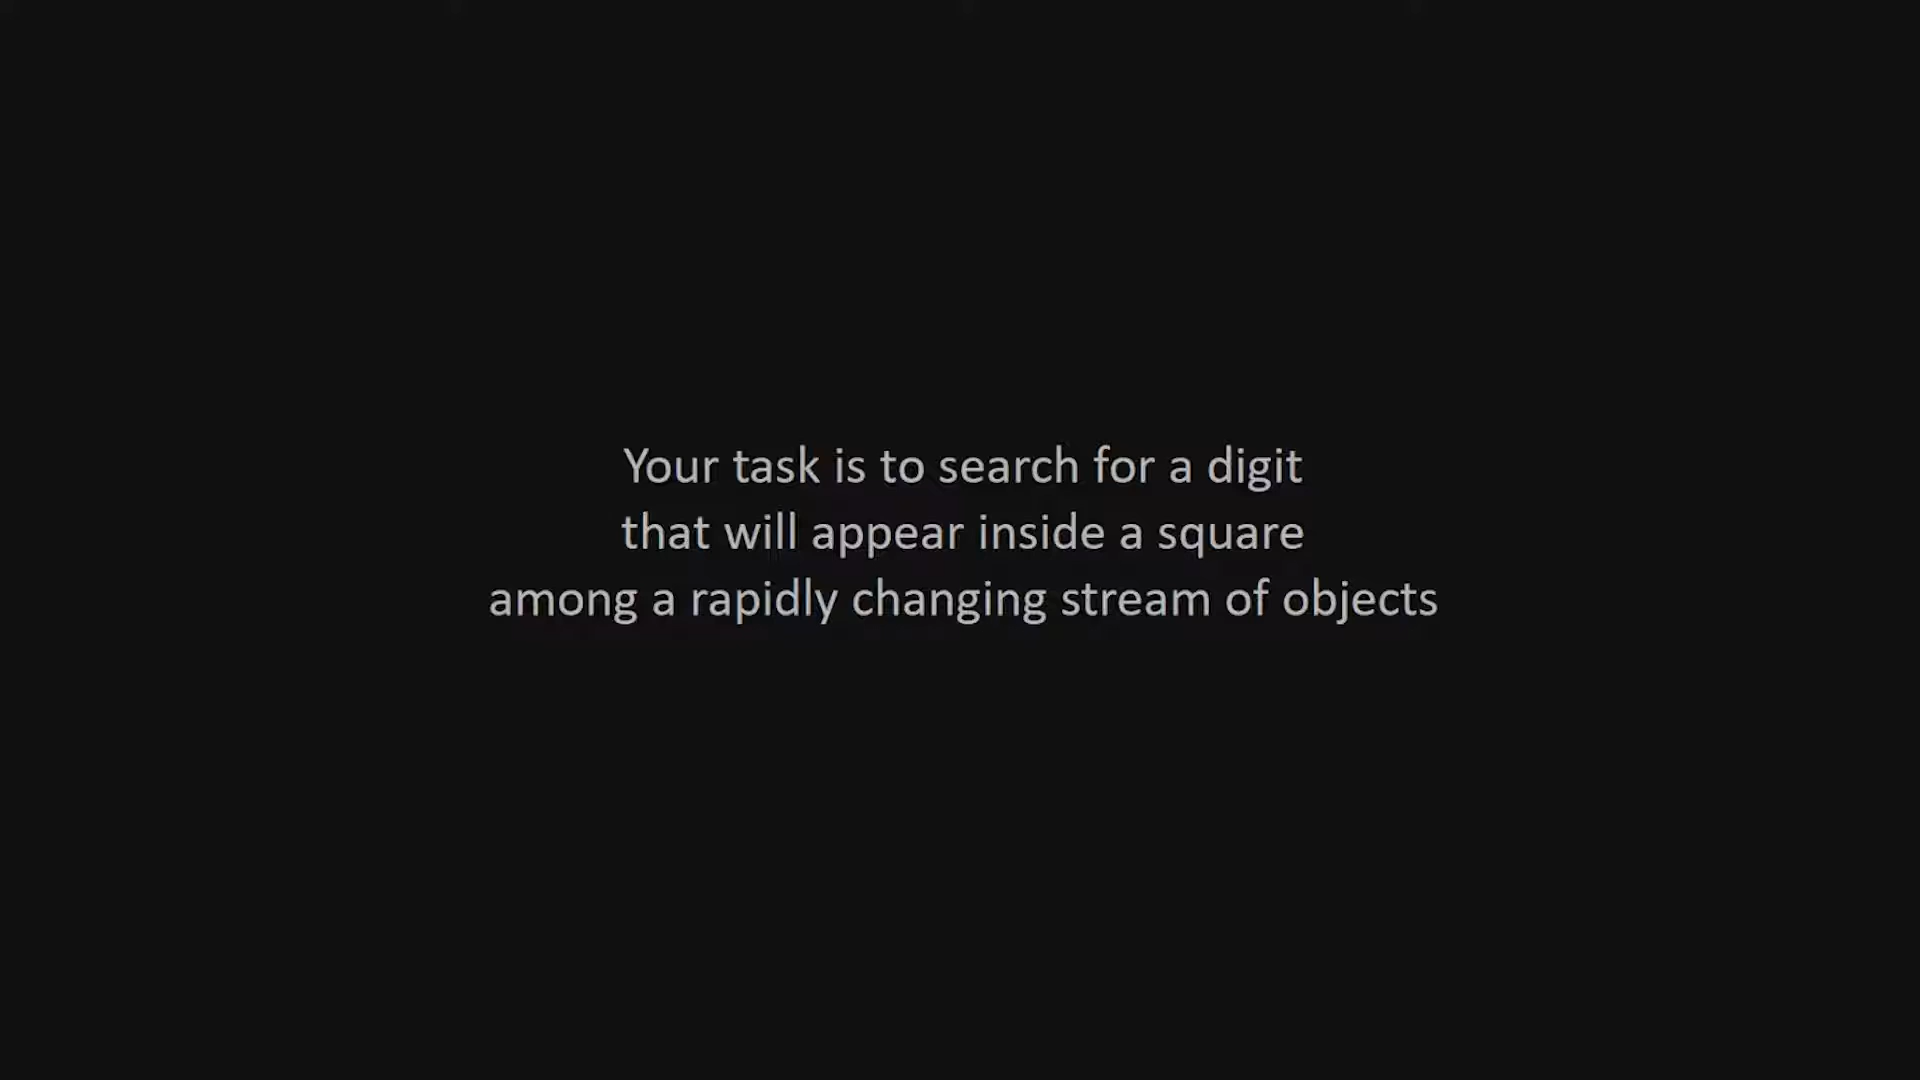 Your task is to search for a digit
that will appear inside a square
among a rapidly changing stream of objects